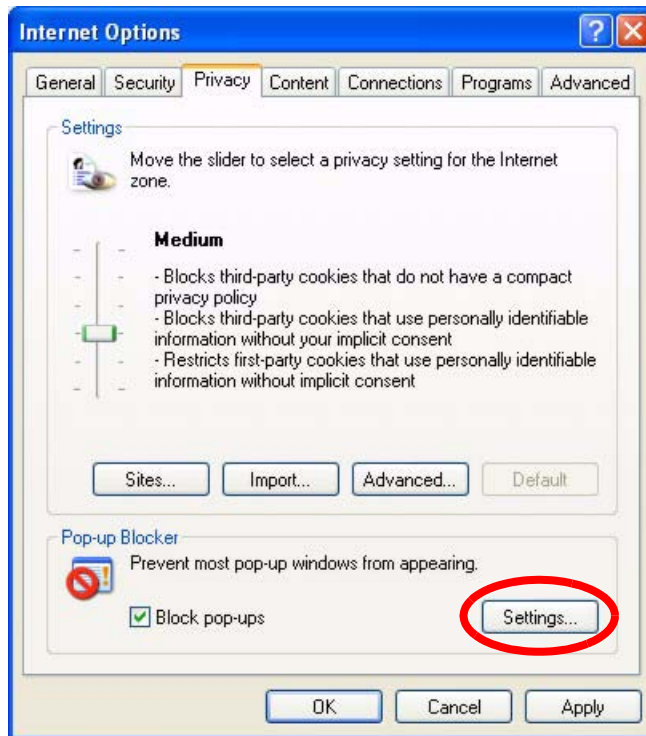 Internet Options
General Security Privacy Content Connections Programs Advanced
Settings
Move the slider to select a privacy setting for the Internet
zone.
Medium
- Blocks third-party cookies that do not have a compact
privacy policy
- Blocks third-party cookies that use personally identifiable
information without your implicit consent
- Restricts first-party cookies that use personally identifiable
information without implicit consent
Sites... Import... Advanced... Default
Pop-up Blocker
Prevent most pop-up windows from appearing.
Block pop-ups Settings...
OK Cancel Apply